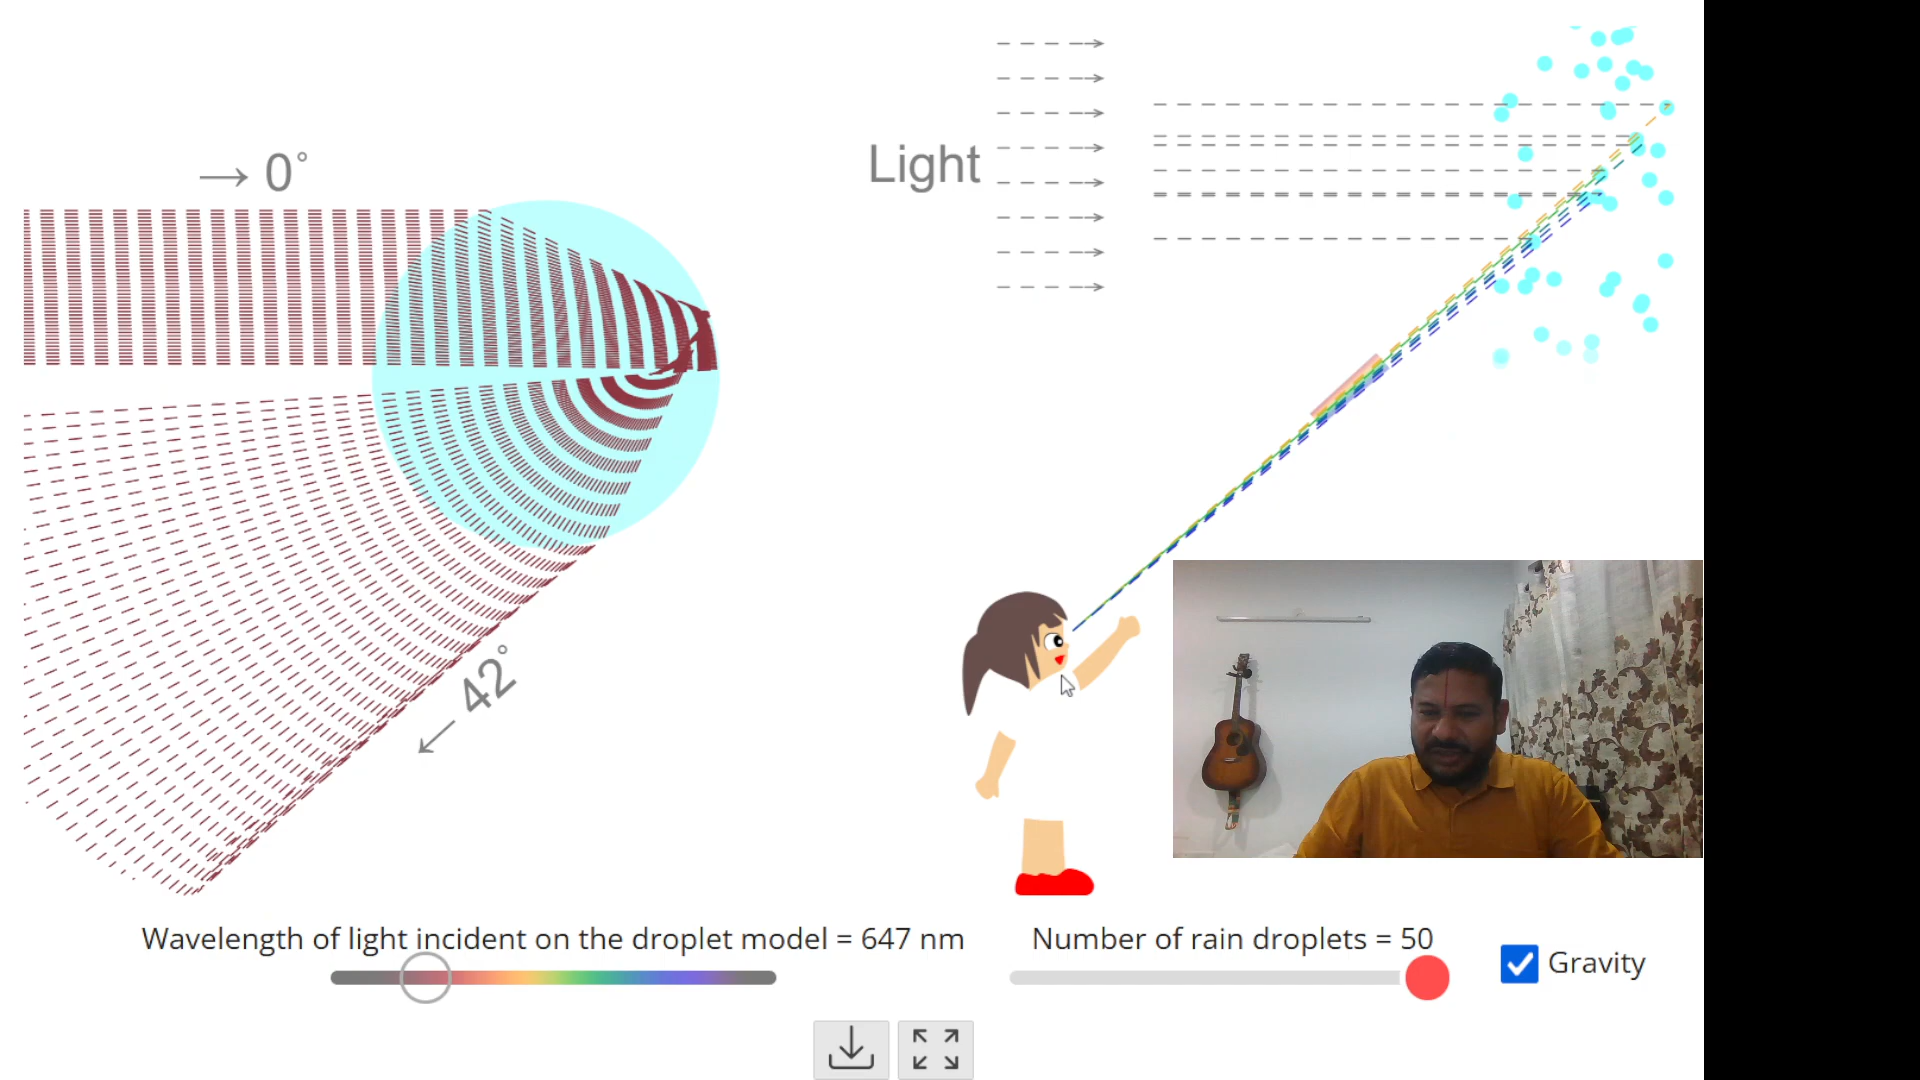 → 0°
Light
← 42°
Wavelength of light incident on the droplet model = 647 nm
Number of rain droplets = 50
Gravity